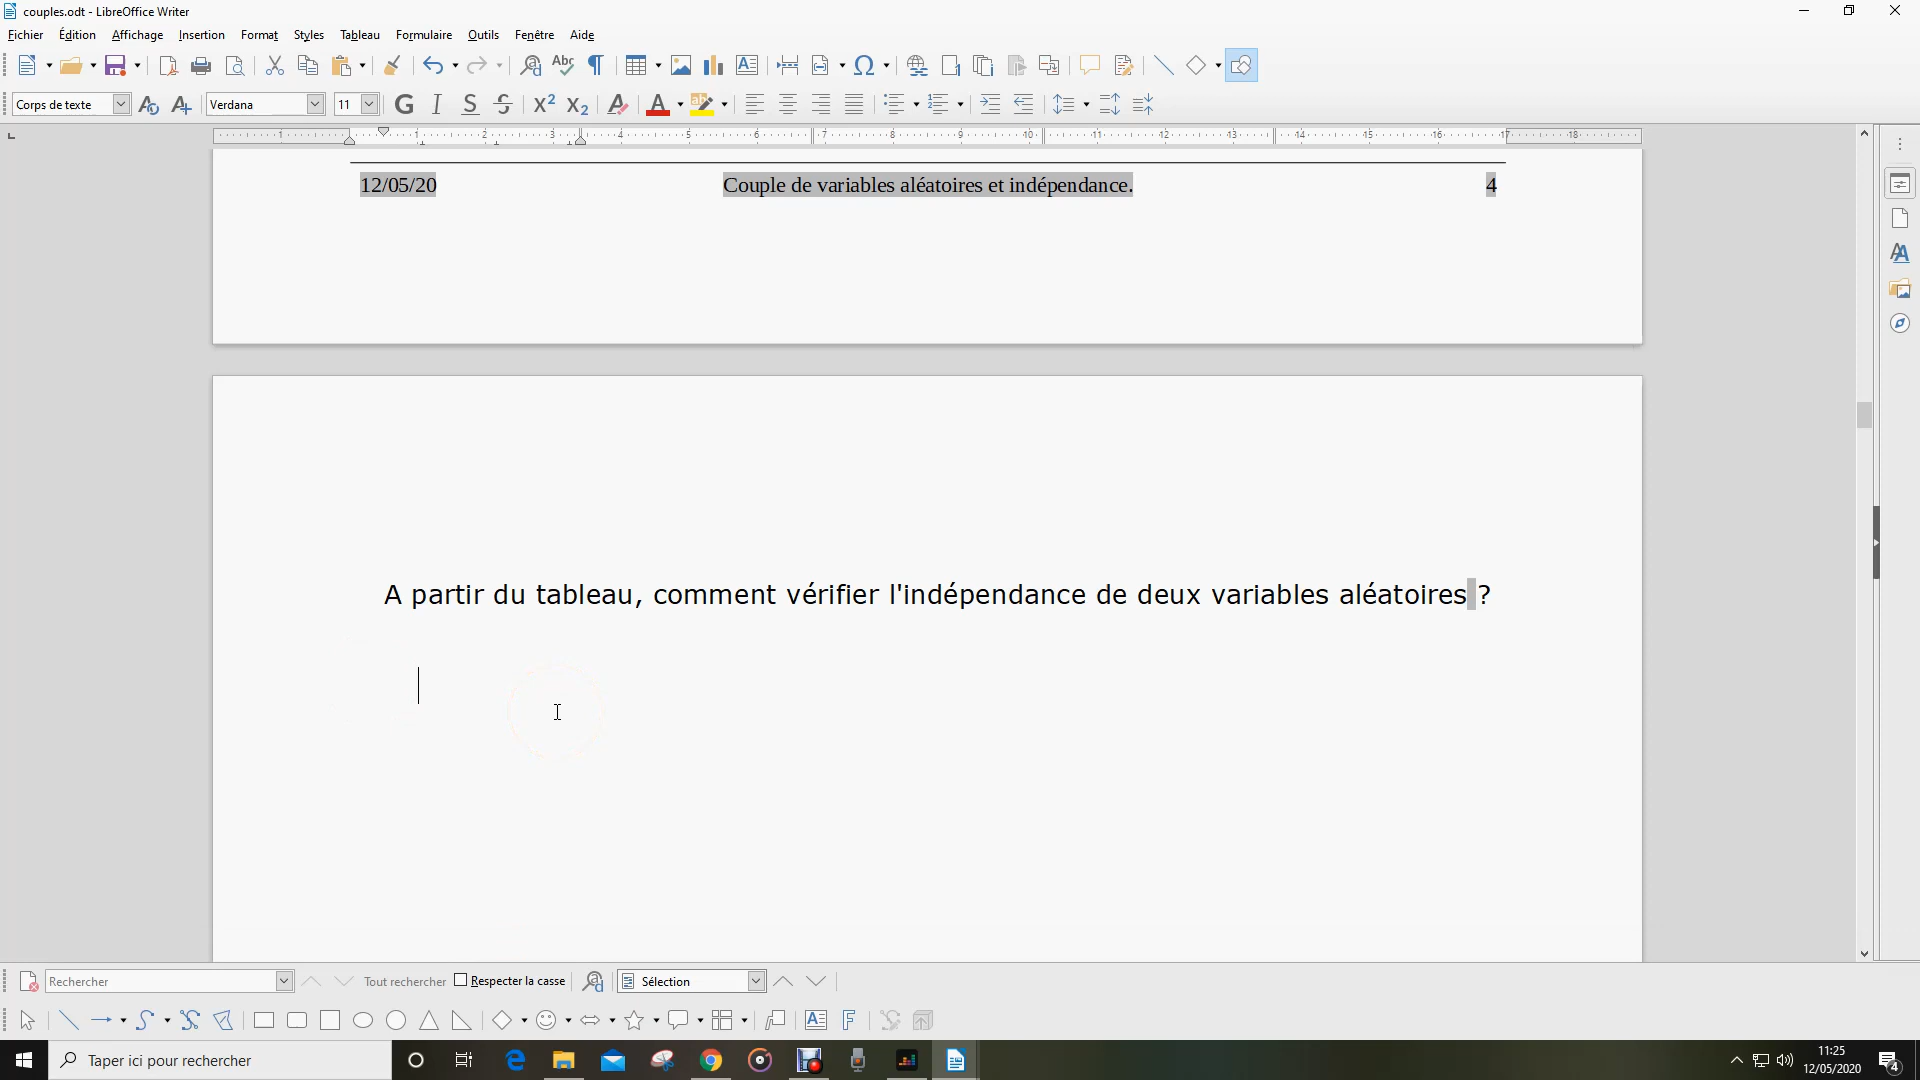 couples.odt - LibreOffice Writer
Fichier Édition Affichage Insertion Format Styles Tableau Formulaire Outils Fenêtre Aide
Corps de texte Verdana 11
12/05/20 Couple de variables aléatoires et indépendance. 4
A partir du tableau, comment vérifier l'indépendance de deux variables aléatoires ?
Rechercher Tout rechercher Respecter la casse Sélection
Taper ici pour rechercher
11:25
12/05/2020
4